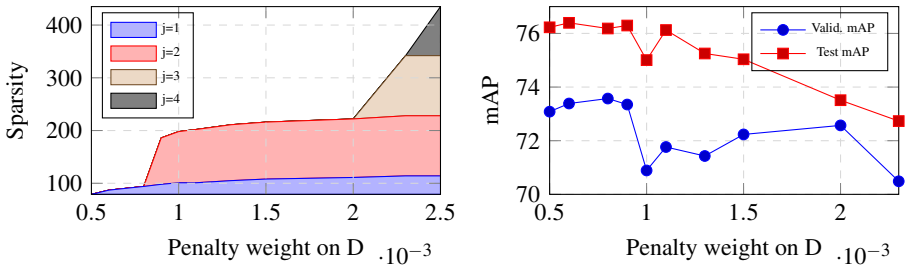 400
300
200
100
Sparsity
j=1
j=2
j=3
j=4
0.5
1
1.5
2
2.5
Penalty weight on D
·10⁻³
76
74
72
70
mAP
Valid. mAP
Test mAP
0.5
1
1.5
2
Penalty weight on D
·10⁻³